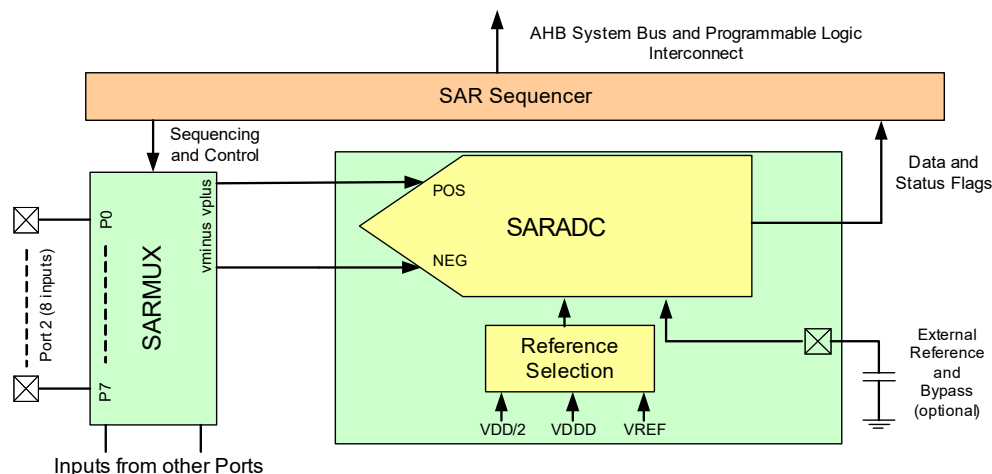 AHB System Bus and Programmable Logic
Interconnect
SAR Sequencer
Sequencing
and Control
Data and
Status Flags
vminus vplus
POS
P0
SARMUX
SARADC
NEG
Port 2 (8 inputs)
P7
Reference
Selection
External
Reference
and
Bypass
(optional)
VDD/2
VDDD
VREF
Inputs from other Ports